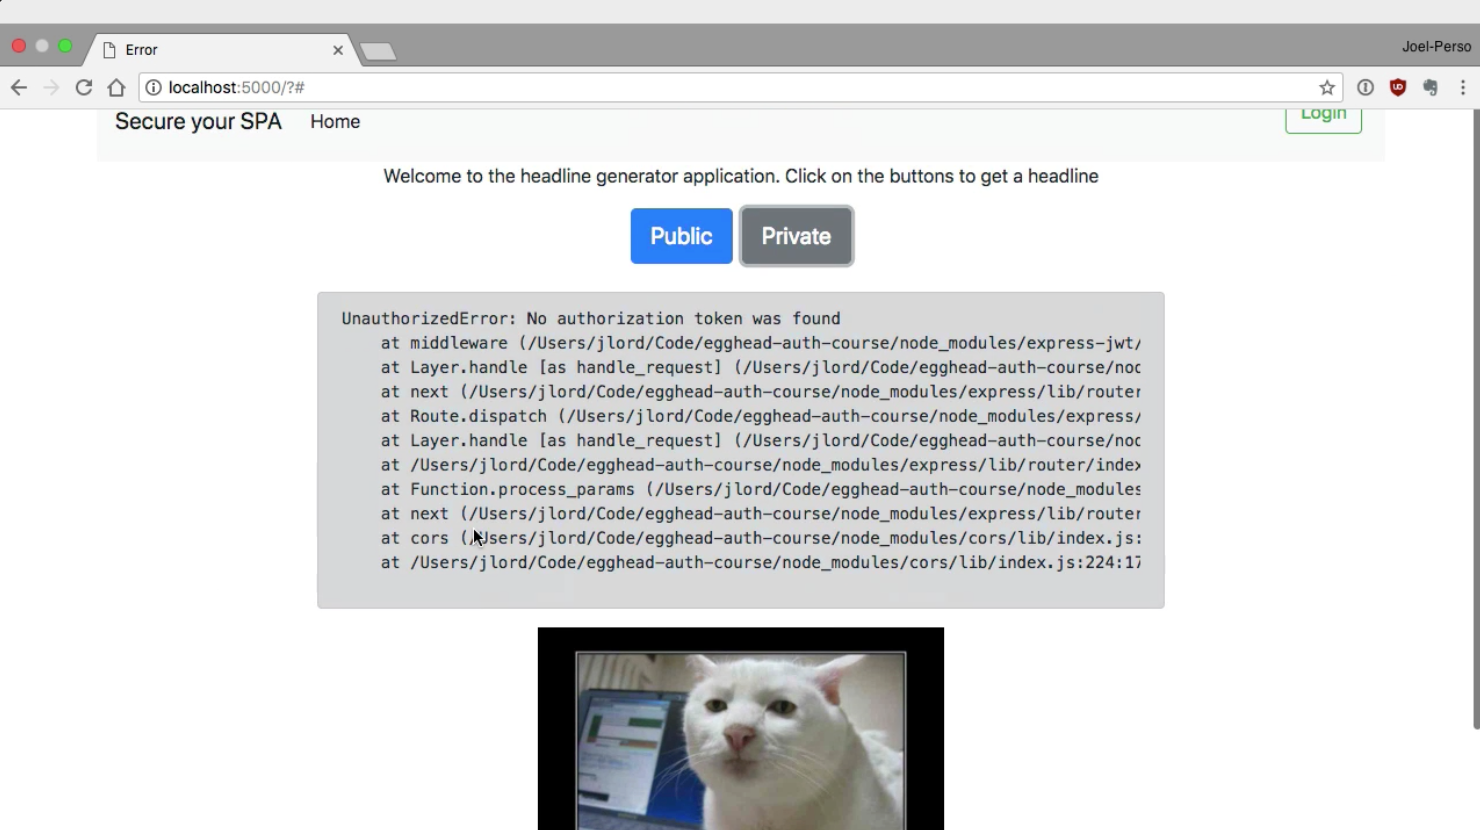 Error
Joel-Perso
localhost:5000/?#
Secure your SPA Home Login
Welcome to the headline generator application. Click on the buttons to get a headline
Public Private
UnauthorizedError: No authorization token was found
at middleware (/Users/jlord/Code/egghead-auth-course/node_modules/express-jwt/
at Layer.handle [as handle_request] (/Users/jlord/Code/egghead-auth-course/noc
at next (/Users/jlord/Code/egghead-auth-course/node_modules/express/lib/router
at Route.dispatch (/Users/jlord/Code/egghead-auth-course/node_modules/express/
at Layer.handle [as handle_request] (/Users/jlord/Code/egghead-auth-course/noc
at /Users/jlord/Code/egghead-auth-course/node_modules/express/lib/router/index
at Function.process_params (/Users/jlord/Code/egghead-auth-course/node_modules
at next (/Users/jlord/Code/egghead-auth-course/node_modules/express/lib/router
at cors (/Users/jlord/Code/egghead-auth-course/node_modules/cors/lib/index.js:
at /Users/jlord/Code/egghead-auth-course/node_modules/cors/lib/index.js:224:17